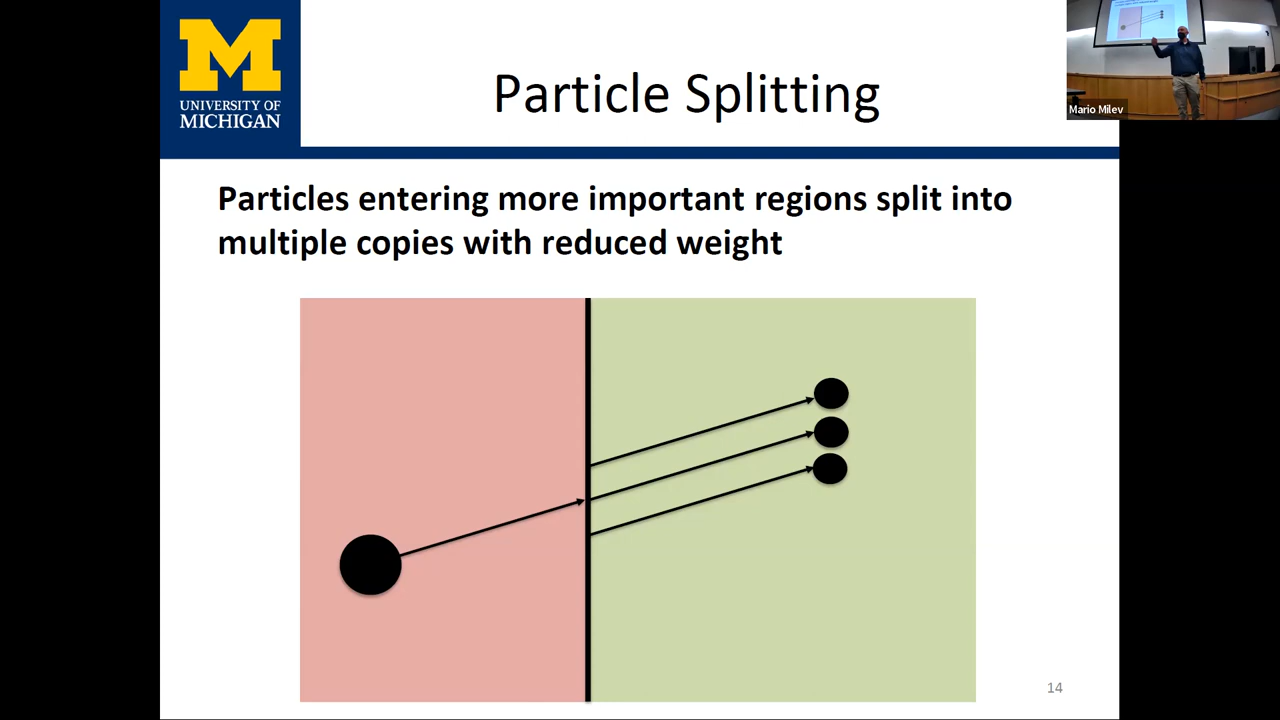 UNIVERSITY OF
MICHIGAN
Particle Splitting
Mario Milev
Particles entering more important regions split into
multiple copies with reduced weight
14